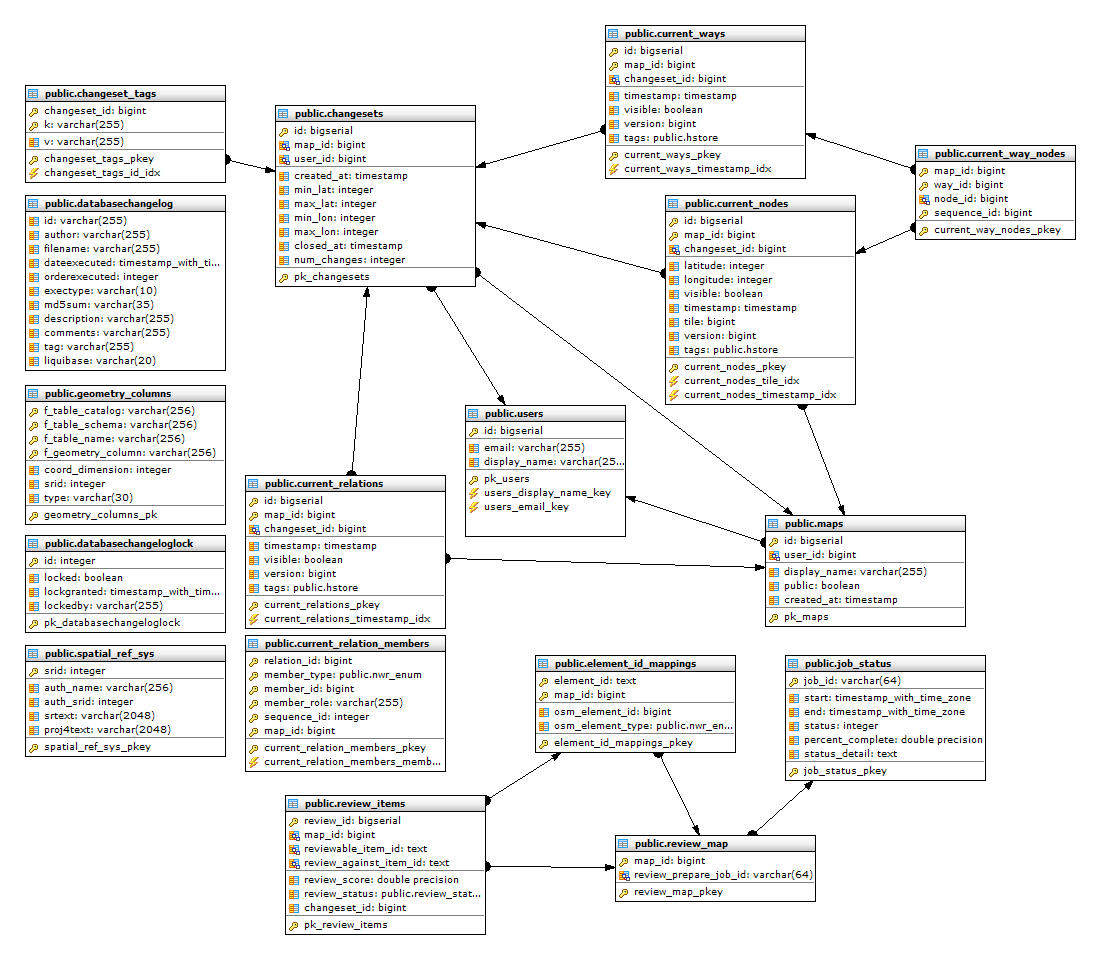 public.current_ways
id: bigserial
map_id: bigint
changeset_id: bigint
timestamp: timestamp
visible: boolean
version: bigint
tags: public.hstore
current_ways_pkey
current_ways_timestamp_idx
public.changeset_tags
changeset_id: bigint
k: varchar(255)
v: varchar(255)
changeset_tags_pkey
changeset_tags_id_idx
public.changesets
id: bigserial
map_id: bigint
user_id: bigint
created_at: timestamp
min_lat: integer
max_lat: integer
min_lon: integer
max_lon: integer
closed_at: timestamp
num_changes: integer
pk_changesets
public.current_way_nodes
map_id: bigint
way_id: bigint
node_id: bigint
sequence_id: bigint
current_way_nodes_pkey
public.databasechangelog
id: varchar(255)
author: varchar(255)
filename: varchar(255)
dateexecuted: timestamp_with_ti...
orderexecuted: integer
exectype: varchar(10)
md5sum: varchar(35)
description: varchar(255)
comments: varchar(255)
tag: varchar(255)
liquibase: varchar(20)
public.current_nodes
id: bigserial
map_id: bigint
changeset_id: bigint
latitude: integer
longitude: integer
visible: boolean
timestamp: timestamp
tile: bigint
version: bigint
tags: public.hstore
current_nodes_pkey
current_nodes_tile_idx
current_nodes_timestamp_idx
public.geometry_columns
f_table_catalog: varchar(256)
f_table_schema: varchar(256)
f_table_name: varchar(256)
f_geometry_column: varchar(256)
coord_dimension: integer
srid: integer
type: varchar(30)
geometry_columns_pk
public.users
id: bigserial
email: varchar(255)
display_name: varchar(25...
pk_users
users_display_name_key
users_email_key
public.current_relations
id: bigserial
map_id: bigint
changeset_id: bigint
timestamp: timestamp
visible: boolean
version: bigint
tags: public.hstore
current_relations_pkey
current_relations_timestamp_idx
public.maps
id: bigserial
user_id: bigint
display_name: varchar(255)
public: boolean
created_at: timestamp
pk_maps
public.databasechangeloglock
id: integer
locked: boolean
lockgranted: timestamp_with_tim...
lockedby: varchar(255)
pk_databasechangeloglock
public.current_relation_members
relation_id: bigint
member_type: public.nwr_enum
member_id: bigint
member_role: varchar(255)
sequence_id: integer
map_id: bigint
current_relation_members_pkey
current_relation_members_memb...
public.spatial_ref_sys
srid: integer
auth_name: varchar(256)
auth_srid: integer
srtext: varchar(2048)
proj4text: varchar(2048)
spatial_ref_sys_pkey
public.element_id_mappings
element_id: text
map_id: bigint
osm_element_id: bigint
osm_element_type: public.nwr_en...
element_id_mappings_pkey
public.job_status
job_id: varchar(64)
start: timestamp_with_time_zone
end: timestamp_with_time_zone
status: integer
percent_complete: double precision
status_detail: text
job_status_pkey
public.review_items
review_id: bigserial
map_id: bigint
reviewable_item_id: text
review_against_item_id: text
review_score: double precision
review_status: public.review_stat...
changeset_id: bigint
pk_review_items
public.review_map
map_id: bigint
review_prepare_job_id: varchar(64)
review_map_pkey